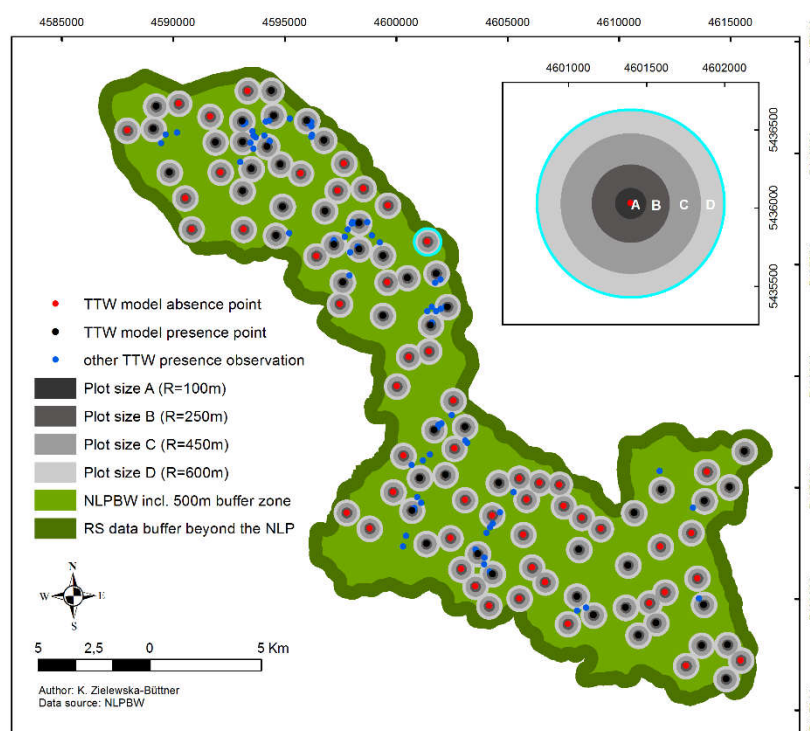 4585000 4590000 4595000 4600000 4605000 4610000 4615000
4601000 4601500 4602000
5436500
5436000
5435500
A B C D
TTW model absence point
TTW model presence point
other TTW presence observation
Plot size A (R=100m)
Plot size B (R=250m)
Plot size C (R=450m)
Plot size D (R=600m)
NLPBW incl. 500m buffer zone
RS data buffer beyond the NLP
N
W E
S
5 2,5 0 5 Km
Author: K. Zielewska-Büttner
Data source: NLPBW